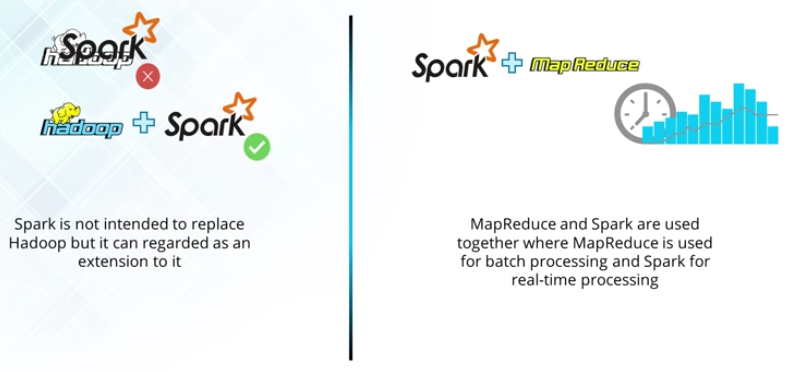 Spark
hadoop
hadoop + Spark
Spark is not intended to replace
Hadoop but it can regarded as an
extension to it
Spark + Map Reduce
MapReduce and Spark are used
together where MapReduce is used
for batch processing and Spark for
real-time processing